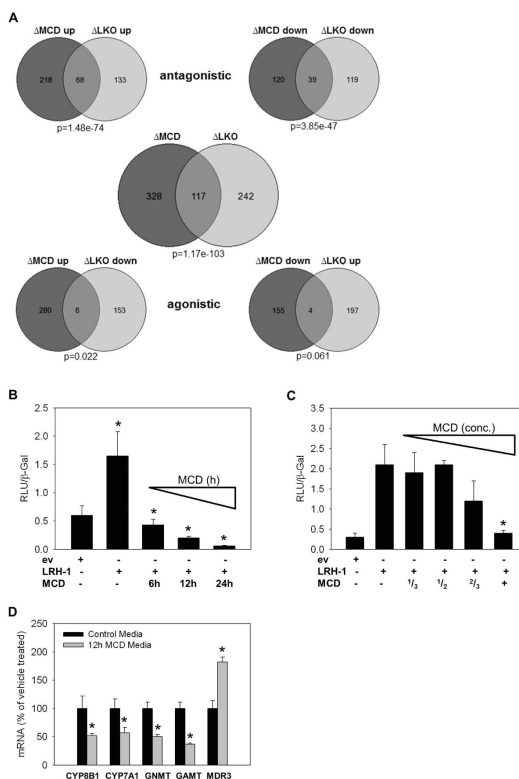 A
ΔMCD up ΔLKO up
218 68 133
p=1.48e-74
antagonistic
ΔMCD down ΔLKO down
120 39 119
p=3.85e-47
ΔMCD ΔLKO
328 117 242
p=1.17e-103
ΔMCD up ΔLKO down
280 6 153
p=0.022
agonistic
ΔMCD down ΔLKO up
155 4 197
p=0.061
B
RLU/β-Gal
2.5
2.0
1.5
1.0
0.5
0.0
*
MCD (h)
* * *
ev + - - - -
LRH-1 - + + + +
MCD - - 6h 12h 24h
C
RLU/β-Gal
3.5
3.0
2.5
2.0
1.5
1.0
0.5
0.0
MCD (conc.)
*
ev + - - - - -
LRH-1 - + + + + +
MCD - - 1/3 1/2 2/3 +
D
mRNA (% of vehicle treated)
200
150
100
50
0
Control Media
12h MCD Media
* * * * *
CYP8B1 CYP7A1 GNMT GAMT MDR3